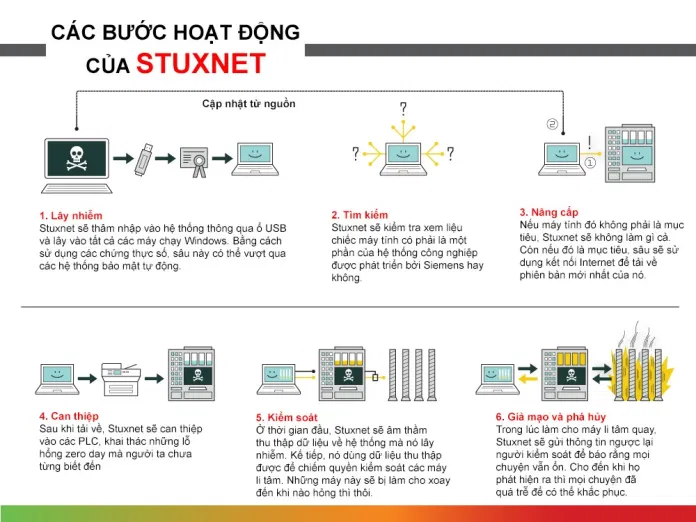 CÁC BƯỚC HOẠT ĐỘNG
CỦA STUXNET
Cập nhật từ nguồn
1. Lây nhiễm
Stuxnet sẽ thâm nhập vào hệ thống thông qua ổ USB
và lây vào tất cả các máy chạy Windows. Bằng cách
sử dụng các chứng thực số, sâu này có thể vượt qua
các hệ thống bảo mật tự động.
?
?
?
2. Tìm kiếm
Stuxnet sẽ kiểm tra xem liệu
chiếc máy tính có phải là một
phần của hệ thống công nghiệp
được phát triển bởi Siemens hay
không.
②
!
①
3. Nâng cấp
Nếu máy tính đó không phải là mục
tiêu, Stuxnet sẽ không làm gì cả.
Còn nếu đó là mục tiêu, sâu sẽ sử
dụng kết nối Internet để tải về
phiên bản mới nhất của nó.
4. Can thiệp
Sau khi tải về, Stuxnet sẽ can thiệp
vào các PLC, khai thác những lỗ
hổng zero day mà người ta chưa
từng biết đến
5. Kiểm soát
Ở thời gian đầu, Stuxnet sẽ âm thầm
thu thập dữ liệu về hệ thống mà nó lây
nhiễm. Kế tiếp, nó dùng dữ liệu thu thập
được để chiếm quyền kiểm soát các máy
li tâm. Những máy này sẽ bị làm cho xoay
đến khi nào hỏng thì thôi.
6. Giả mạo và phá hủy
Trong lúc làm cho máy li tâm quay,
Stuxnet sẽ gửi thông tin ngược lại
người kiểm soát để báo rằng mọi
chuyện vẫn ổn. Cho đến khi họ
phát hiện ra thì mọi chuyện đã
quá trễ để có thể khắc phục.